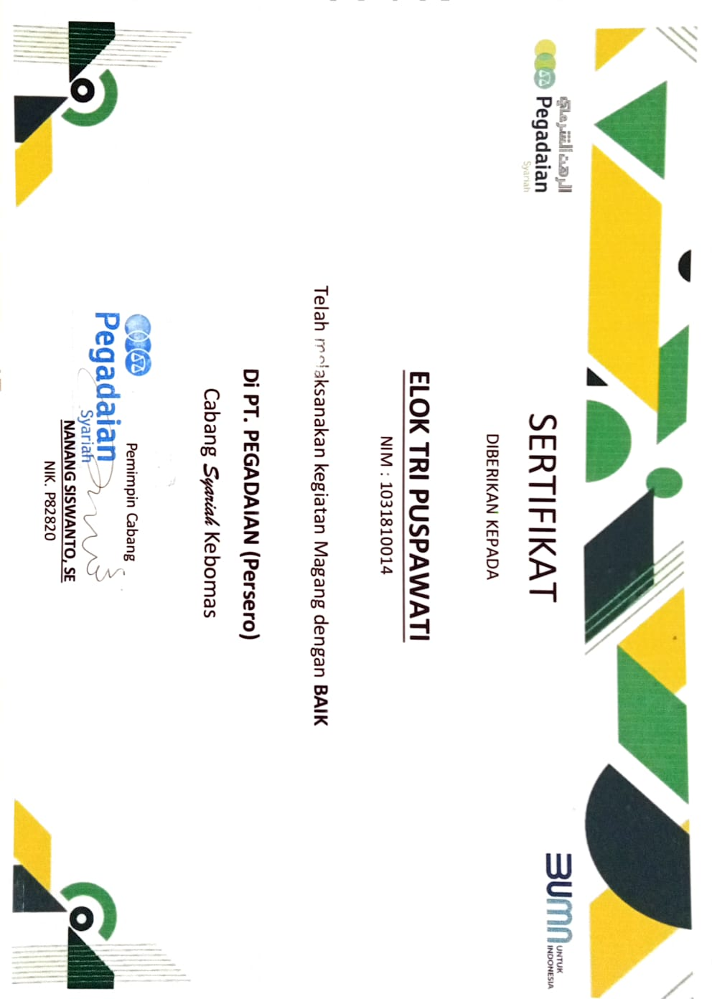 الرهن الشرعي
Pegadaian
Syariah
BUMN
UNTUK
INDONESIA
SERTIFIKAT
DIBERIKAN KEPADA
ELOK TRI PUSPAWATI
NIM : 1031810014
Telah melaksanakan kegiatan Magang dengan BAIK
Di PT. PEGADAIAN (Persero)
Cabang Syariah Kebomas
Pemimpin Cabang
Pegadaian
Syariah
NANANG SISWANTO, SE
NIK. P82820